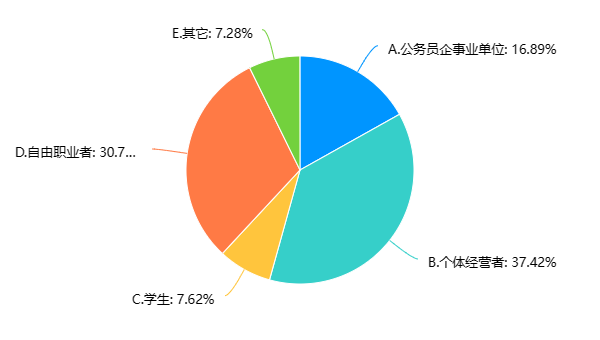 E.其它: 7.28%
A.公务员企事业单位: 16.89%
D.自由职业者: 30.7...
B.个体经营者: 37.42%
C.学生: 7.62%